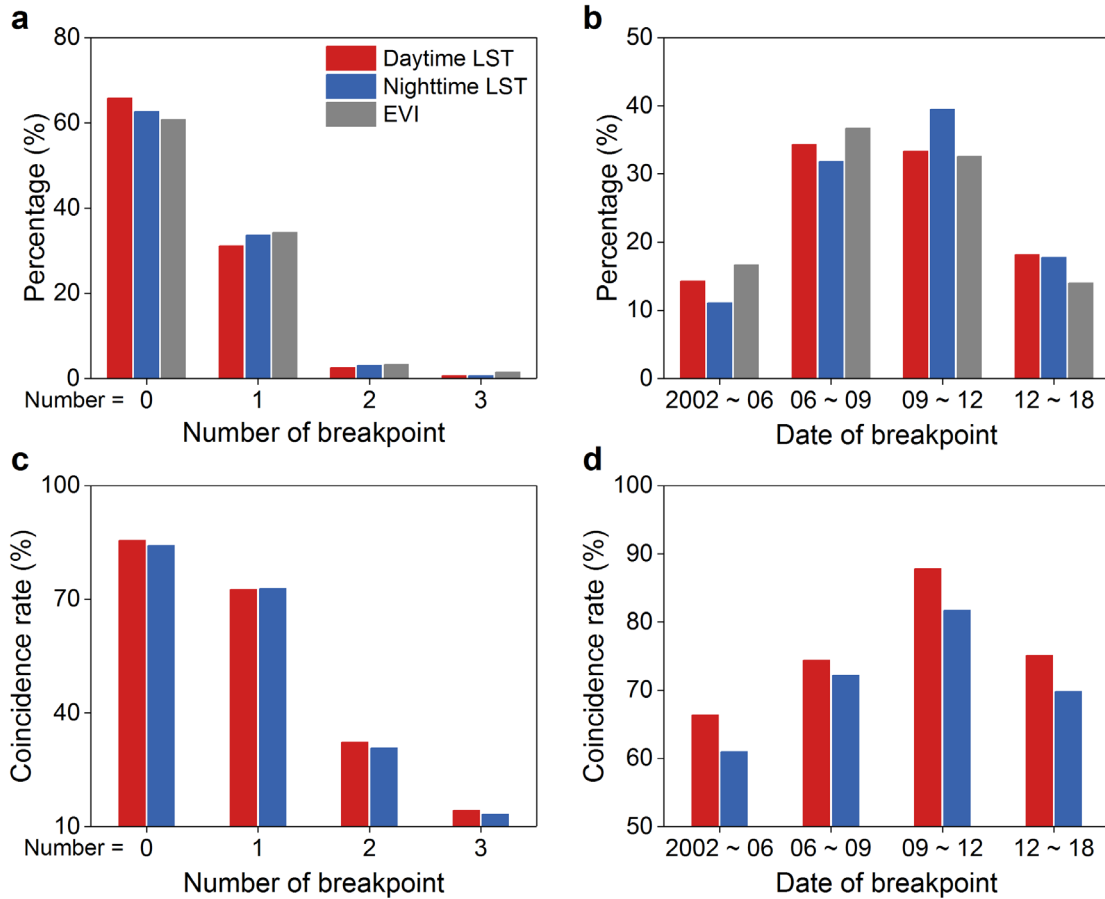 a
80
60
40
20
0
Percentage (%)
Daytime LST
Nighttime LST
EVI
Number = 0 1 2 3
Number of breakpoint
b
50
40
30
20
10
0
Percentage (%)
2002 ~ 06 06 ~ 09 09 ~ 12 12 ~ 18
Date of breakpoint
c
100
70
40
10
Coincidence rate (%)
Number = 0 1 2 3
Number of breakpoint
d
100
90
80
70
60
50
Coincidence rate (%)
2002 ~ 06 06 ~ 09 09 ~ 12 12 ~ 18
Date of breakpoint